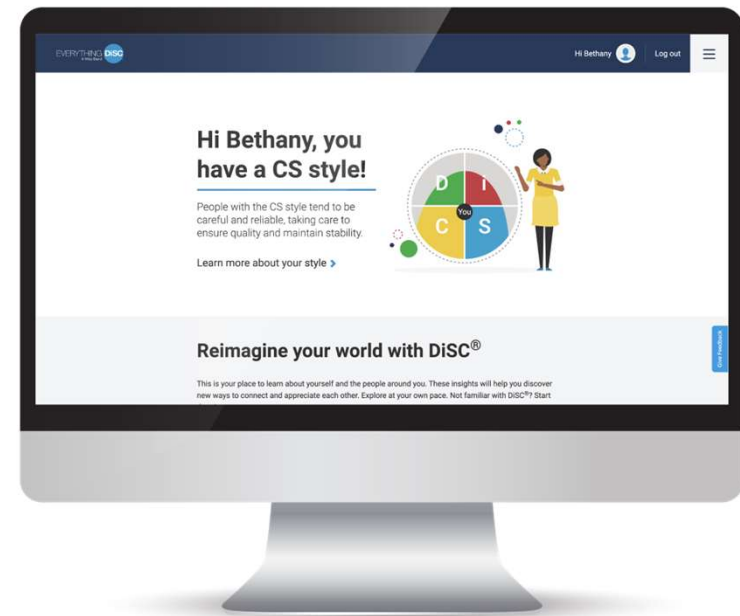 EVERYTHING DiSC
A Wiley Brand
Hi Bethany
Log out
Hi Bethany, you
have a CS style!
People with the CS style tend to be
careful and reliable, taking care to
ensure quality and maintain stability.
Learn more about your style >
D
i
You
C
S
Give Feedback
Reimagine your world with DiSC®
This is your place to learn about yourself and the people around you. These insights will help you discover
new ways to connect and appreciate each other. Explore at your own pace. Not familiar with DiSC®? Start